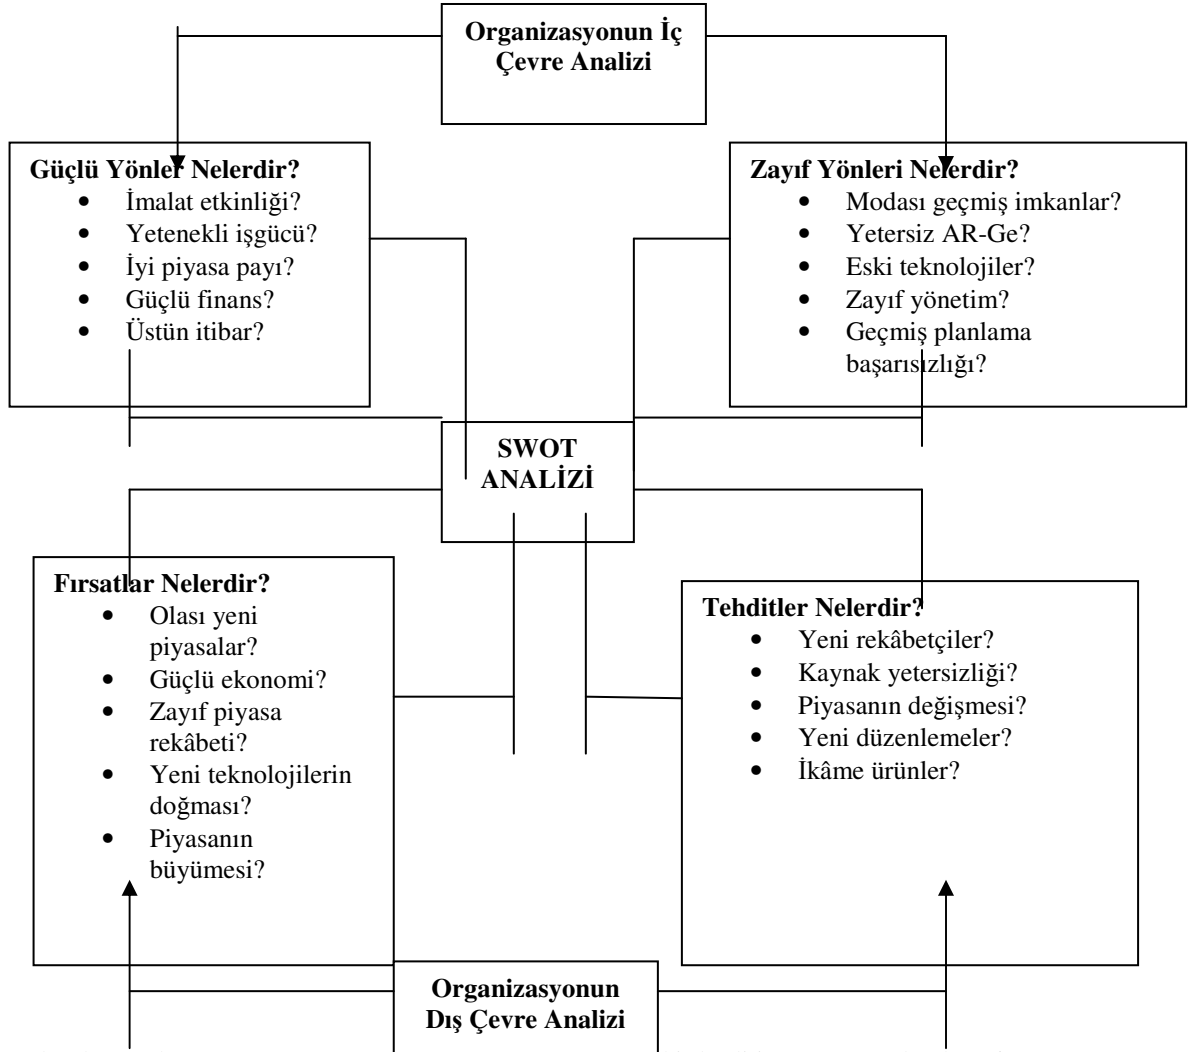 Organizasyonun İç
Çevre Analizi
Güçlü Yönler Nelerdir?
• İmalat etkinliği?
• Yetenekli işgücü?
• İyi piyasa payı?
• Güçlü finans?
• Üstün itibar?
Zayıf Yönleri Nelerdir?
• Modası geçmiş imkanlar?
• Yetersiz AR-Ge?
• Eski teknolojiler?
• Zayıf yönetim?
• Geçmiş planlama
başarısızlığı?
SWOT
ANALİZİ
Fırsatlar Nelerdir?
• Olası yeni
piyasalar?
• Güçlü ekonomi?
• Zayıf piyasa
rekâbeti?
• Yeni teknolojilerin
doğması?
• Piyasanın
büyümesi?
Tehditler Nelerdir?
• Yeni rekâbetçiler?
• Kaynak yetersizliği?
• Piyasanın değişmesi?
• Yeni düzenlemeler?
• İkâme ürünler?
Organizasyonun
Dış Çevre Analizi